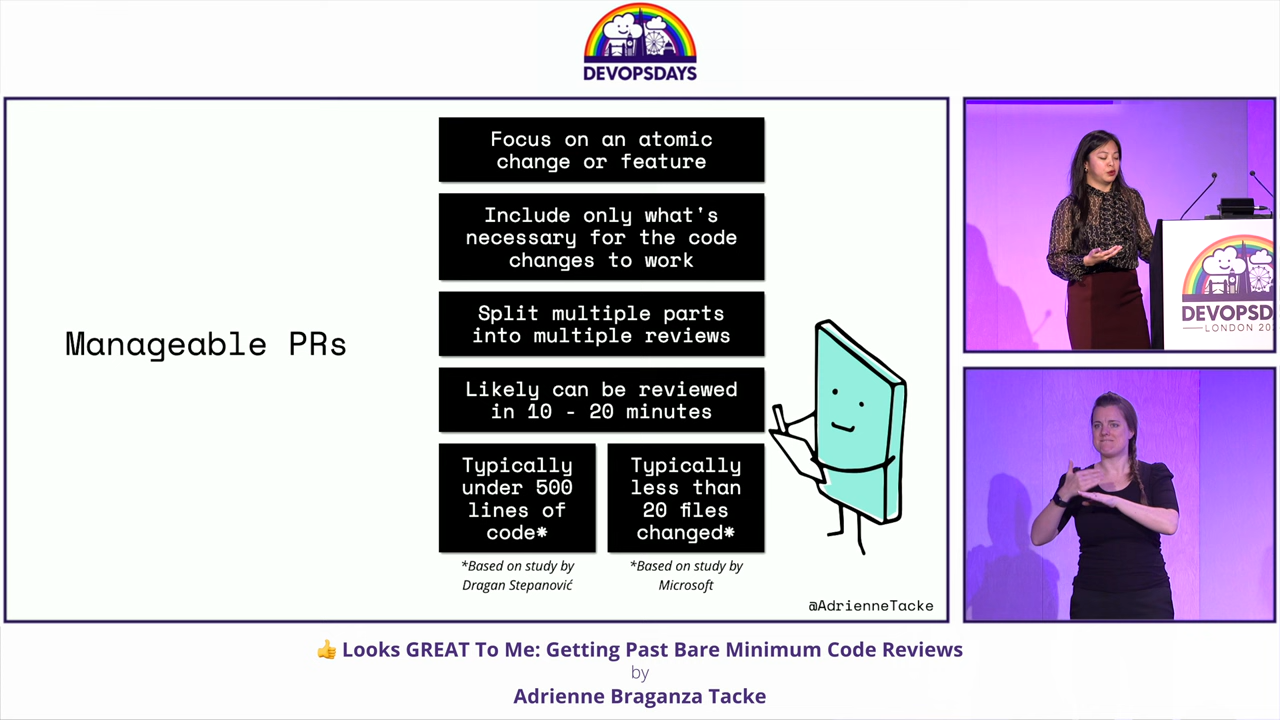 DEVOPSDAYS
Manageable PRs
Focus on an atomic
change or feature
Include only what's
necessary for the code
changes to work
Split multiple parts
into multiple reviews
Likely can be reviewed
in 10 - 20 minutes
Typically
under 500
lines of
code*
Typically
less than
20 files
changed*
*Based on study by
Dragan Stepanović
*Based on study by
Microsoft
@AdrienneTacke
DEVOPSD
LONDON 20
👍 Looks GREAT To Me: Getting Past Bare Minimum Code Reviews
by
Adrienne Braganza Tacke